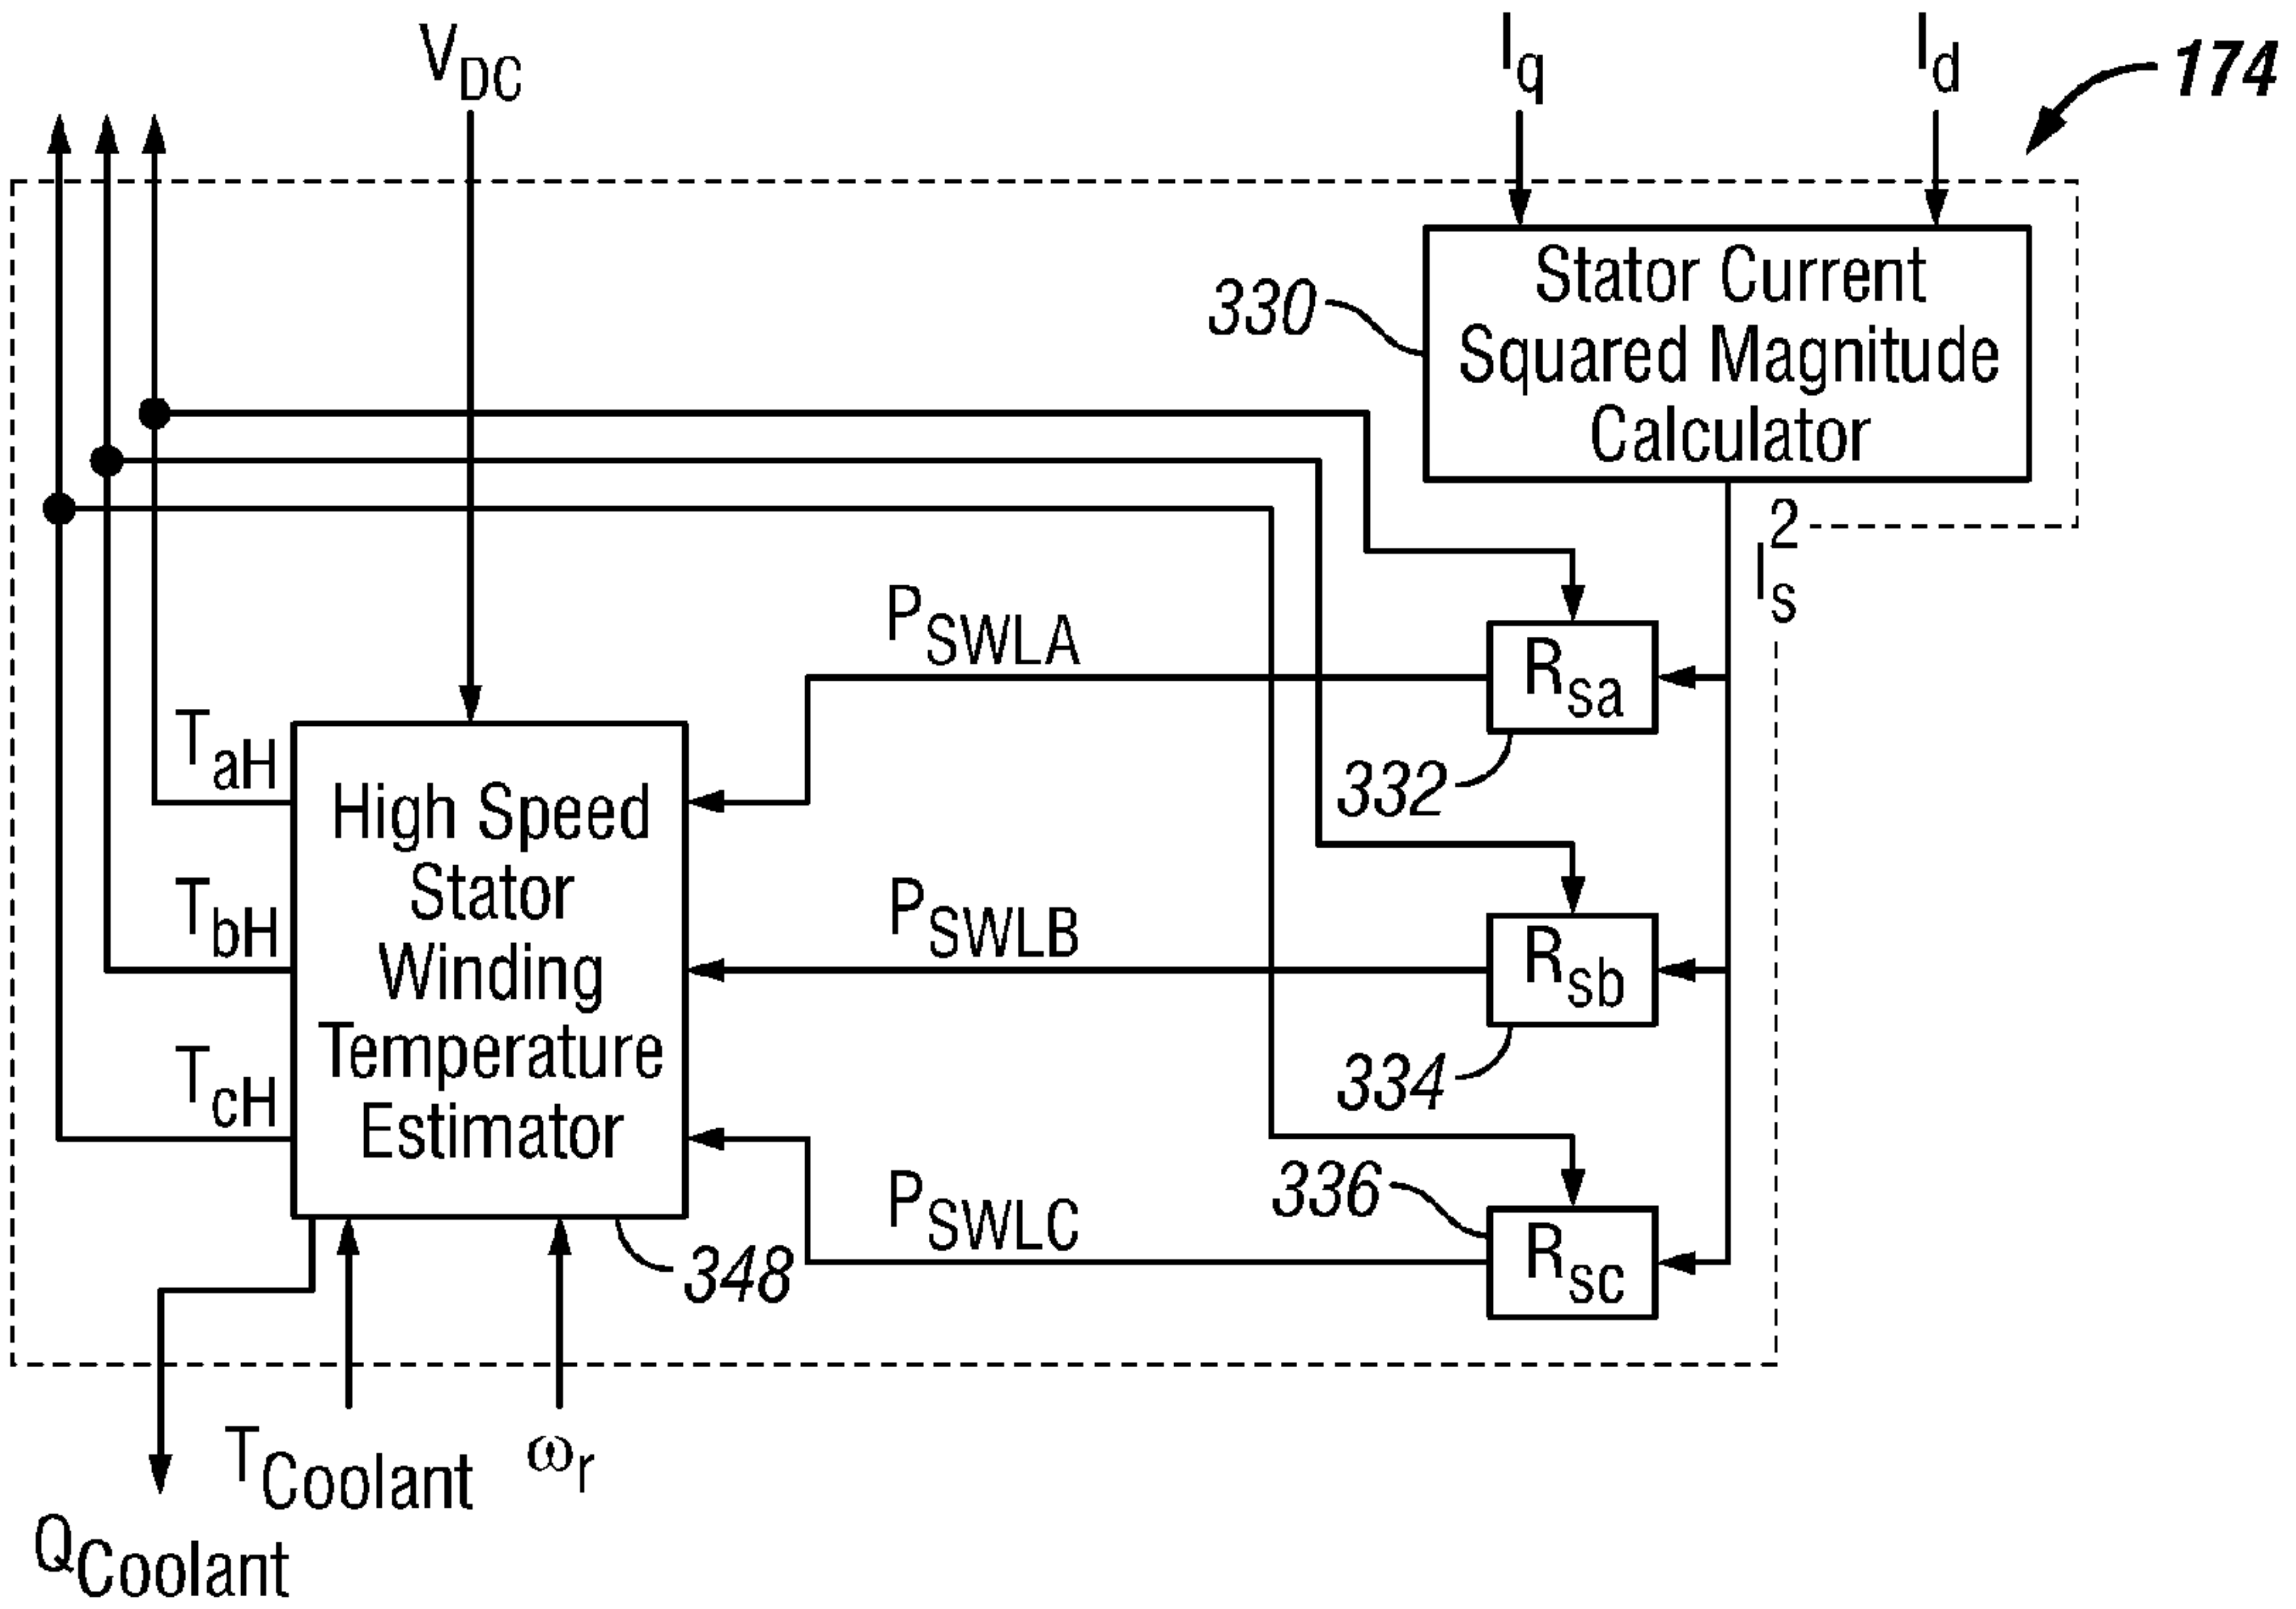 V_DC
I_q
I_d
174
330
Stator Current
Squared Magnitude
Calculator
I_s^2
P_SWLA
R_sa
332
T_aH
T_bH
T_cH
High Speed
Stator
Winding
Temperature
Estimator
P_SWLB
R_sb
334
P_SWLC
336
R_sc
348
T_Coolant
ω_r
Q_Coolant